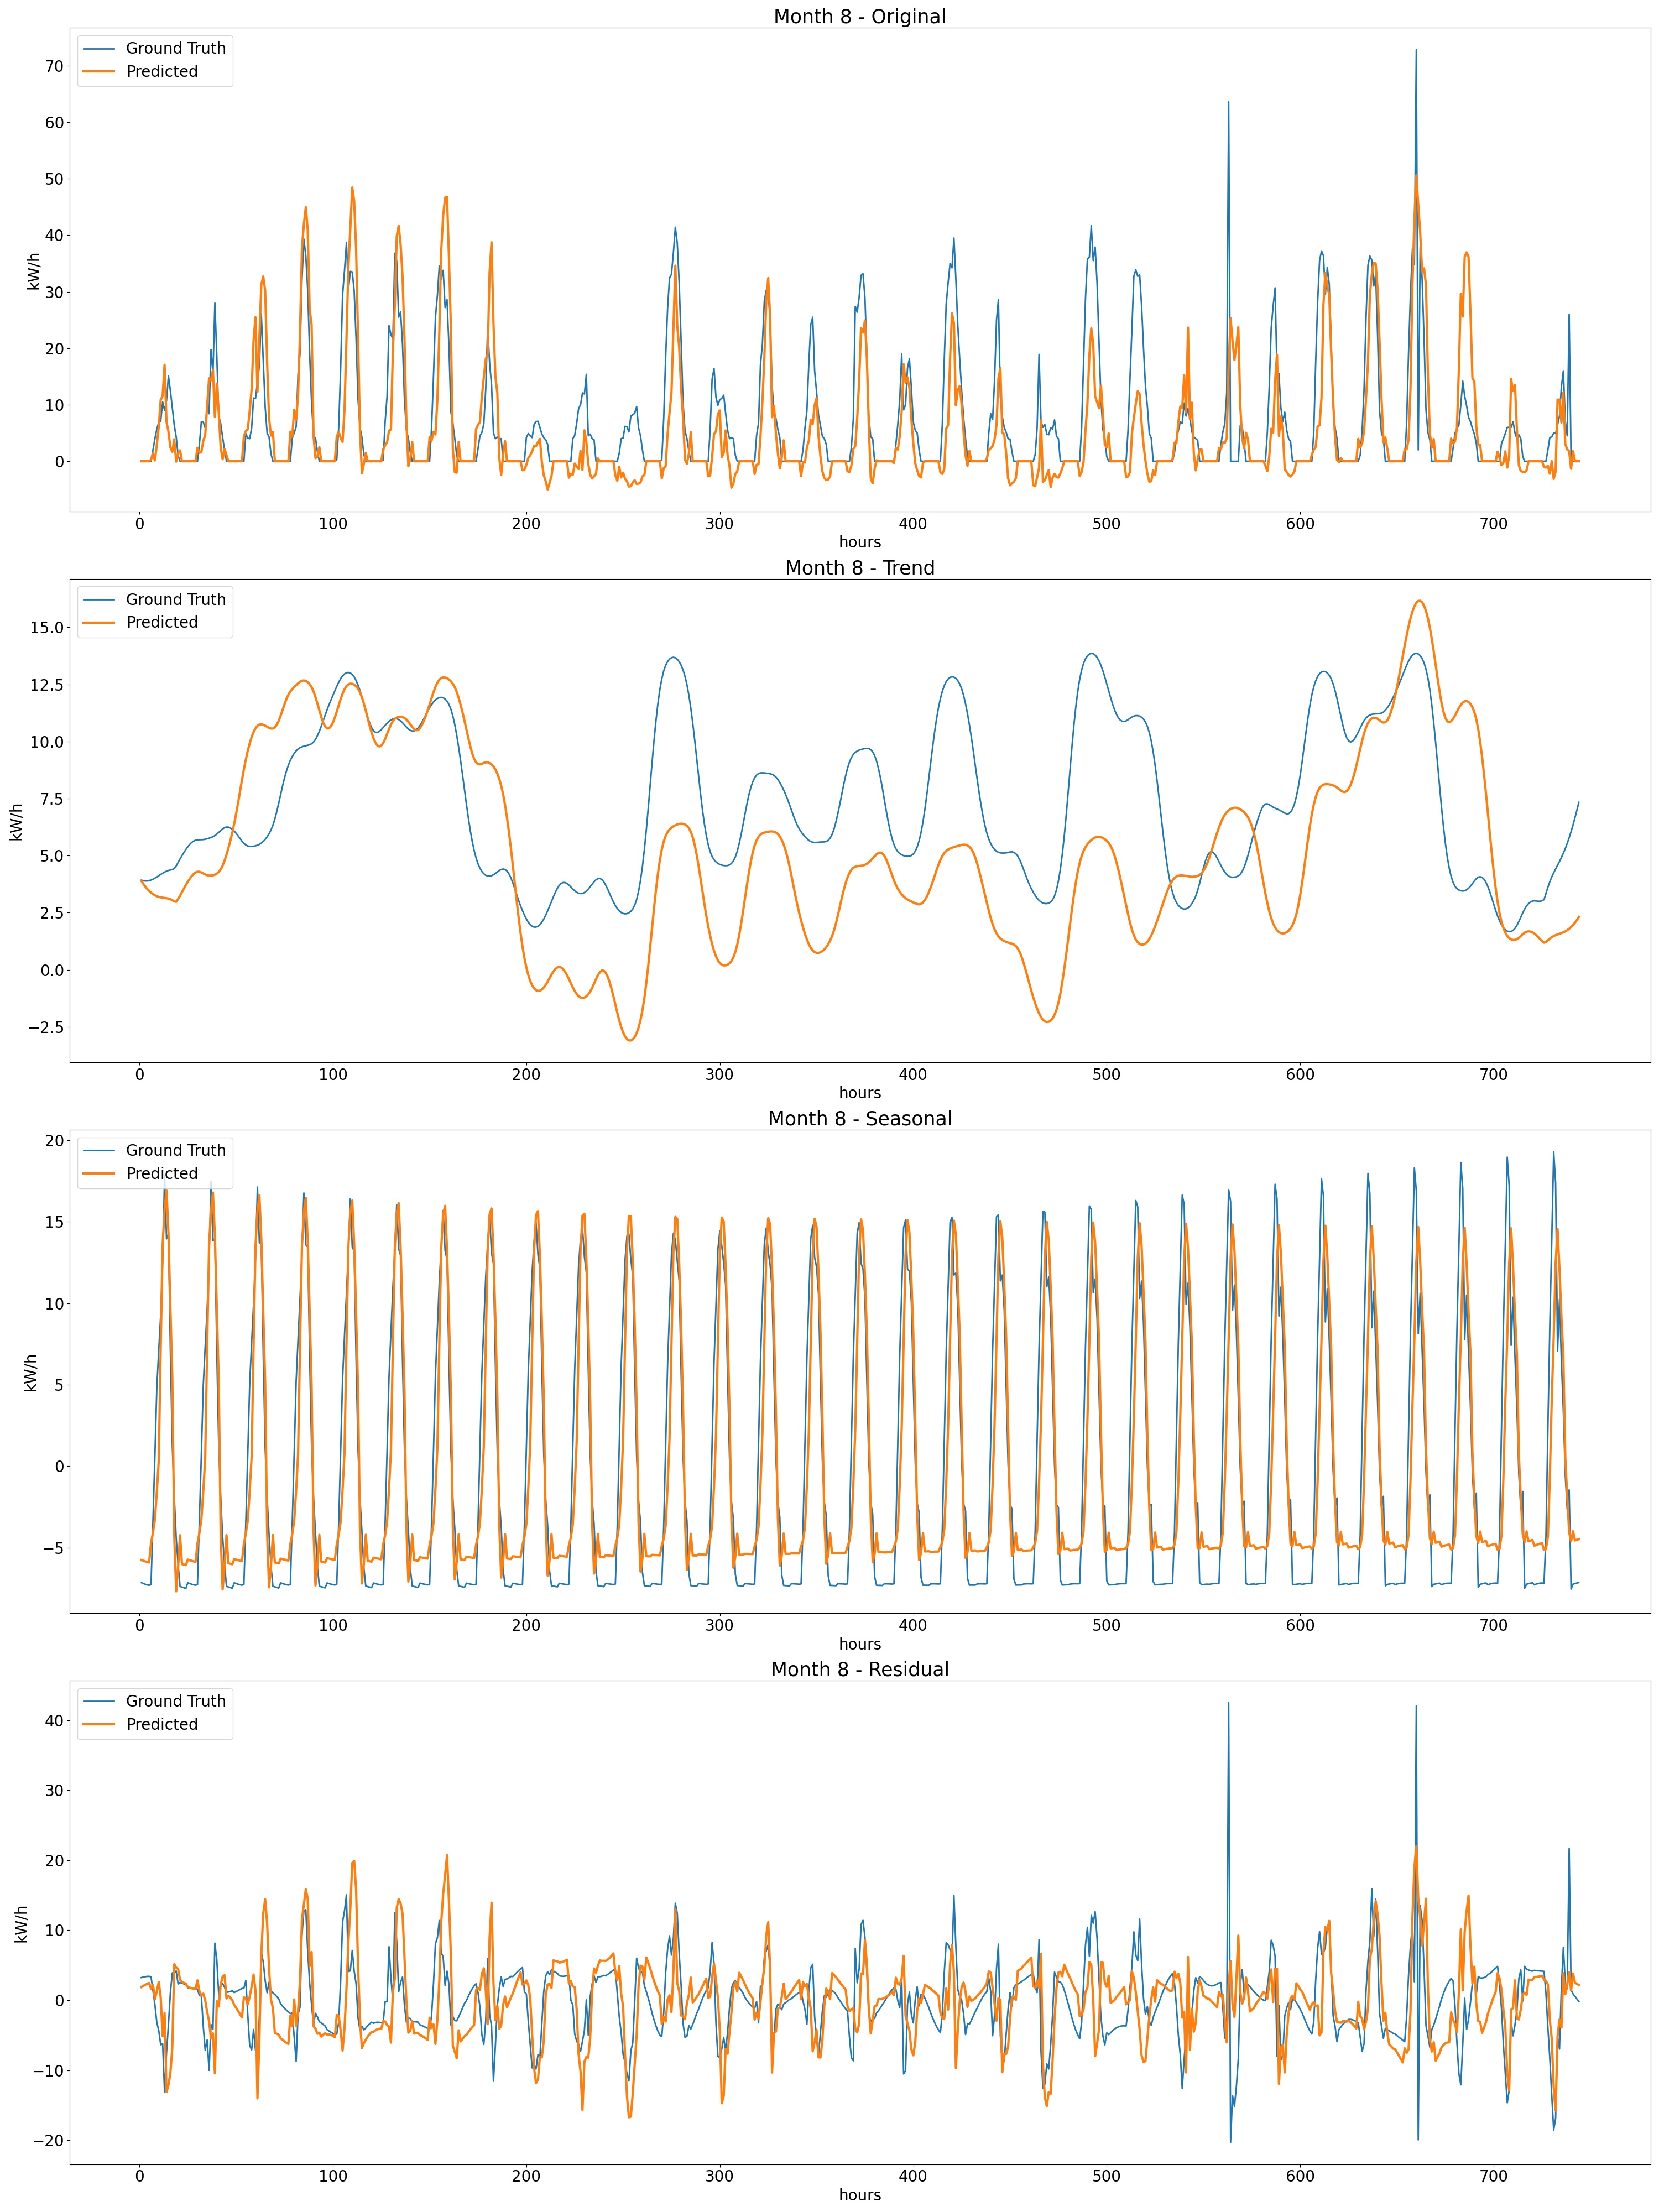 Month 8 - Original
Ground Truth
Predicted
kW/h
70
60
50
40
30
20
10
0
0 100 200 300 400 500 600 700
hours
Month 8 - Trend
Ground Truth
Predicted
kW/h
15.0
12.5
10.0
7.5
5.0
2.5
0.0
−2.5
0 100 200 300 400 500 600 700
hours
Month 8 - Seasonal
Ground Truth
Predicted
kW/h
20
15
10
5
0
−5
0 100 200 300 400 500 600 700
hours
Month 8 - Residual
Ground Truth
Predicted
kW/h
40
30
20
10
0
−10
−20
0 100 200 300 400 500 600 700
hours